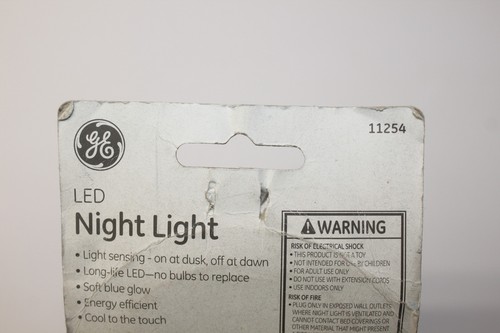 GE
11254
LED
Night Light
• Light sensing - on at dusk, off at dawn
• Long-life LED—no bulbs to replace
• Soft blue glow
• Energy efficient
• Cool to the touch
WARNING
RISK OF ELECTRICAL SHOCK
• THIS PRODUCT IS NOT A TOY
• NOT INTENDED FOR USE BY CHILDREN
• FOR ADULT USE ONLY
• DO NOT USE WITH EXTENSION CORDS
• USE INDOORS ONLY
RISK OF FIRE
• PLUG ONLY IN EXPOSED WALL OUTLETS
WHERE NIGHT LIGHT IS VENTILATED AND
CANNOT CONTACT BED COVERINGS OR
OTHER MATERIAL THAT MIGHT PRESENT